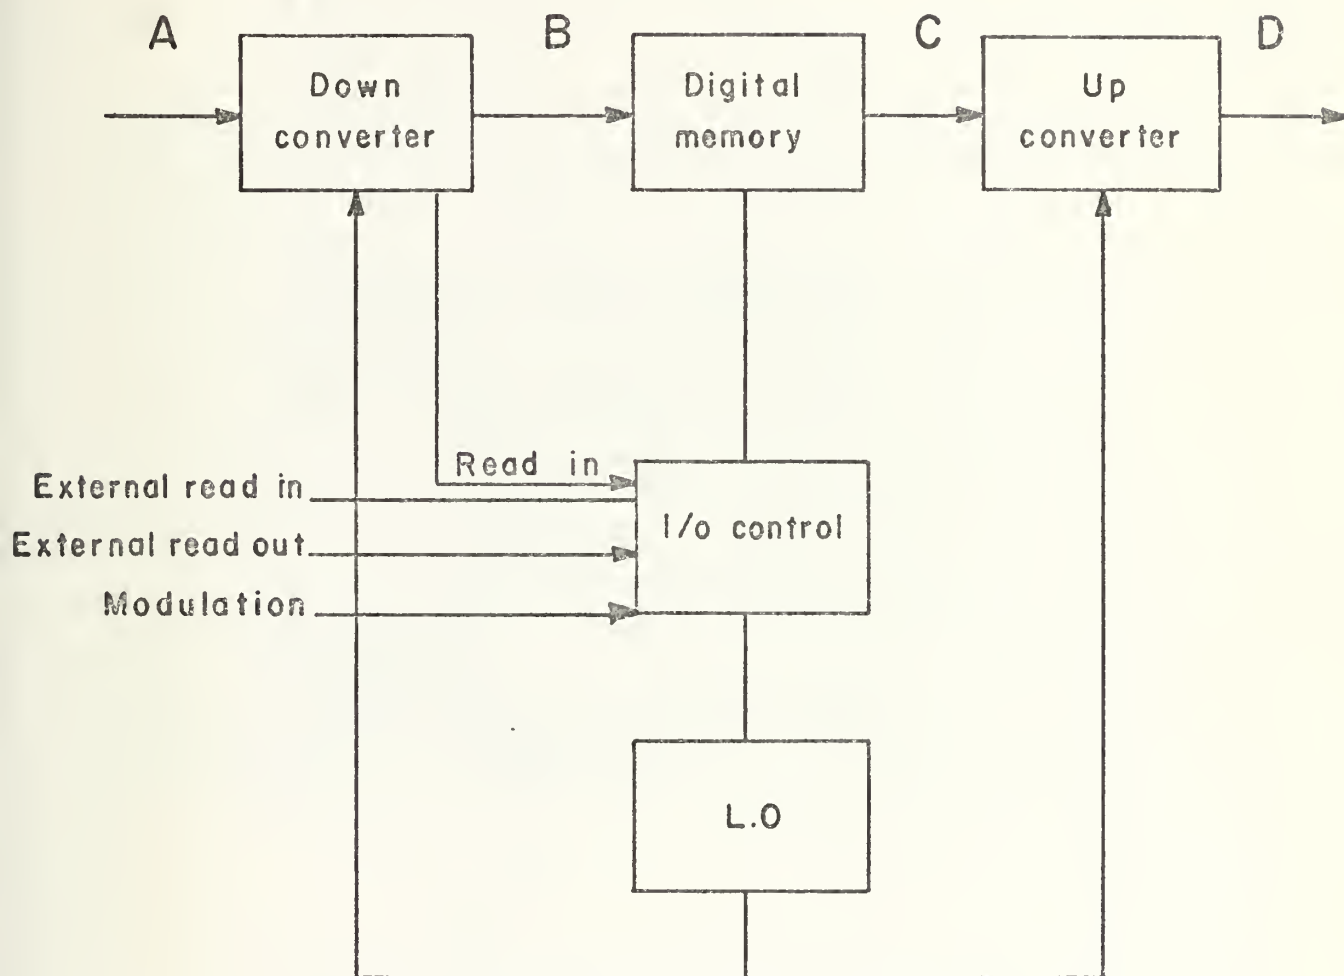 A
B
C
D
Down
converter
Digital
memory
Up
converter
Read in
External read in
External read out
Modulation
I/o control
L.O